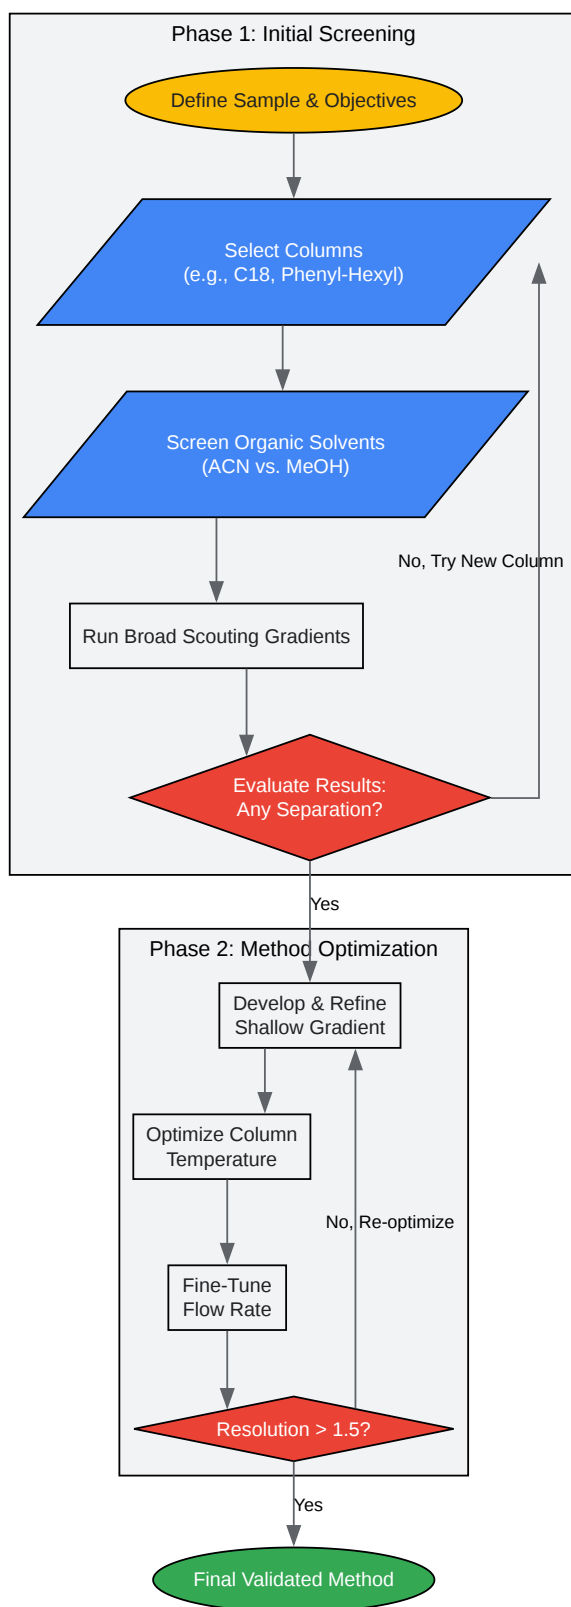 Phase 1: Initial Screening
Define Sample & Objectives
Select Columns
(e.g., C18, Phenyl-Hexyl)
Screen Organic Solvents
(ACN vs. MeOH)
No, Try New Column
Run Broad Scouting Gradients
Evaluate Results:
Any Separation?
Yes
Phase 2: Method Optimization
Develop & Refine
Shallow Gradient
Optimize Column
Temperature
No, Re-optimize
Fine-Tune
Flow Rate
Resolution > 1.5?
Yes
Final Validated Method